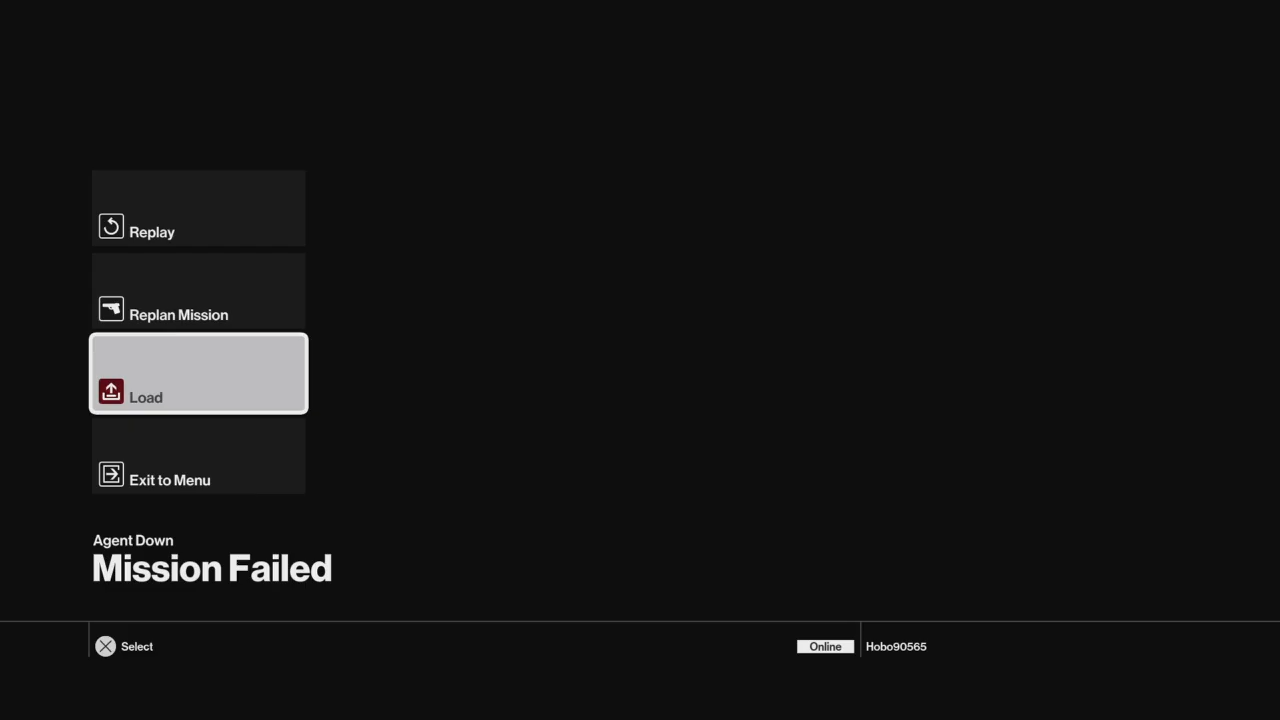 Replay
Replan Mission
Load
Exit to Menu
Agent Down
Mission Failed
Select
Online
Hobo90565